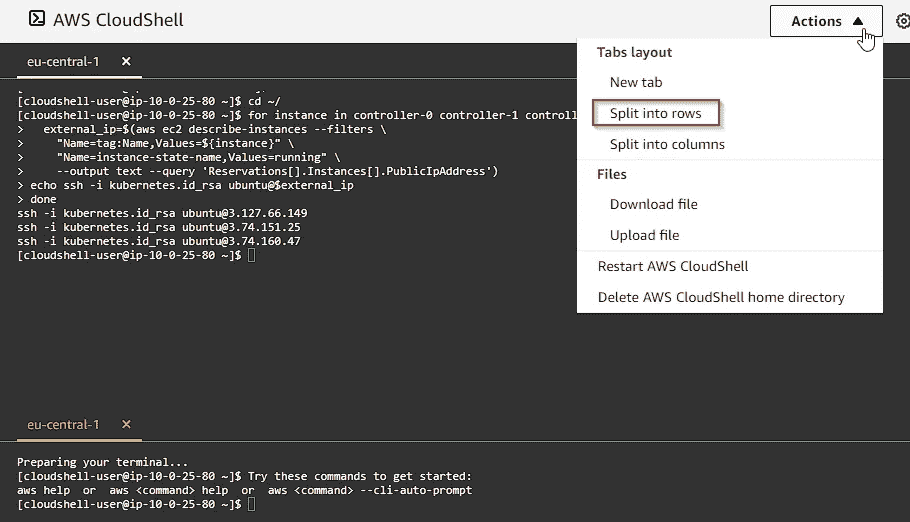 AWS CloudShell
Actions
eu-central-1
[cloudshell-user@ip-10-0-25-80 ~]$ cd ~/
[cloudshell-user@ip-10-0-25-80 ~]$ for instance in controller-0 controller-1 control
>   external_ip=$(aws ec2 describe-instances --filters \
>     "Name=tag:Name,Values=${instance}" \
>     "Name=instance-state-name,Values=running" \
>     --output text --query 'Reservations[].Instances[].PublicIpAddress')
> echo ssh -i kubernetes.id_rsa ubuntu@$external_ip
> done
ssh -i kubernetes.id_rsa ubuntu@3.127.66.149
ssh -i kubernetes.id_rsa ubuntu@3.74.151.25
ssh -i kubernetes.id_rsa ubuntu@3.74.160.47
[cloudshell-user@ip-10-0-25-80 ~]$
Tabs layout
New tab
Split into rows
Split into columns
Files
Download file
Upload file
Restart AWS CloudShell
Delete AWS CloudShell home directory
eu-central-1
Preparing your terminal...
[cloudshell-user@ip-10-0-25-80 ~]$ Try these commands to get started:
aws help  or  aws <command> help  or  aws <command> --cli-auto-prompt
[cloudshell-user@ip-10-0-25-80 ~]$